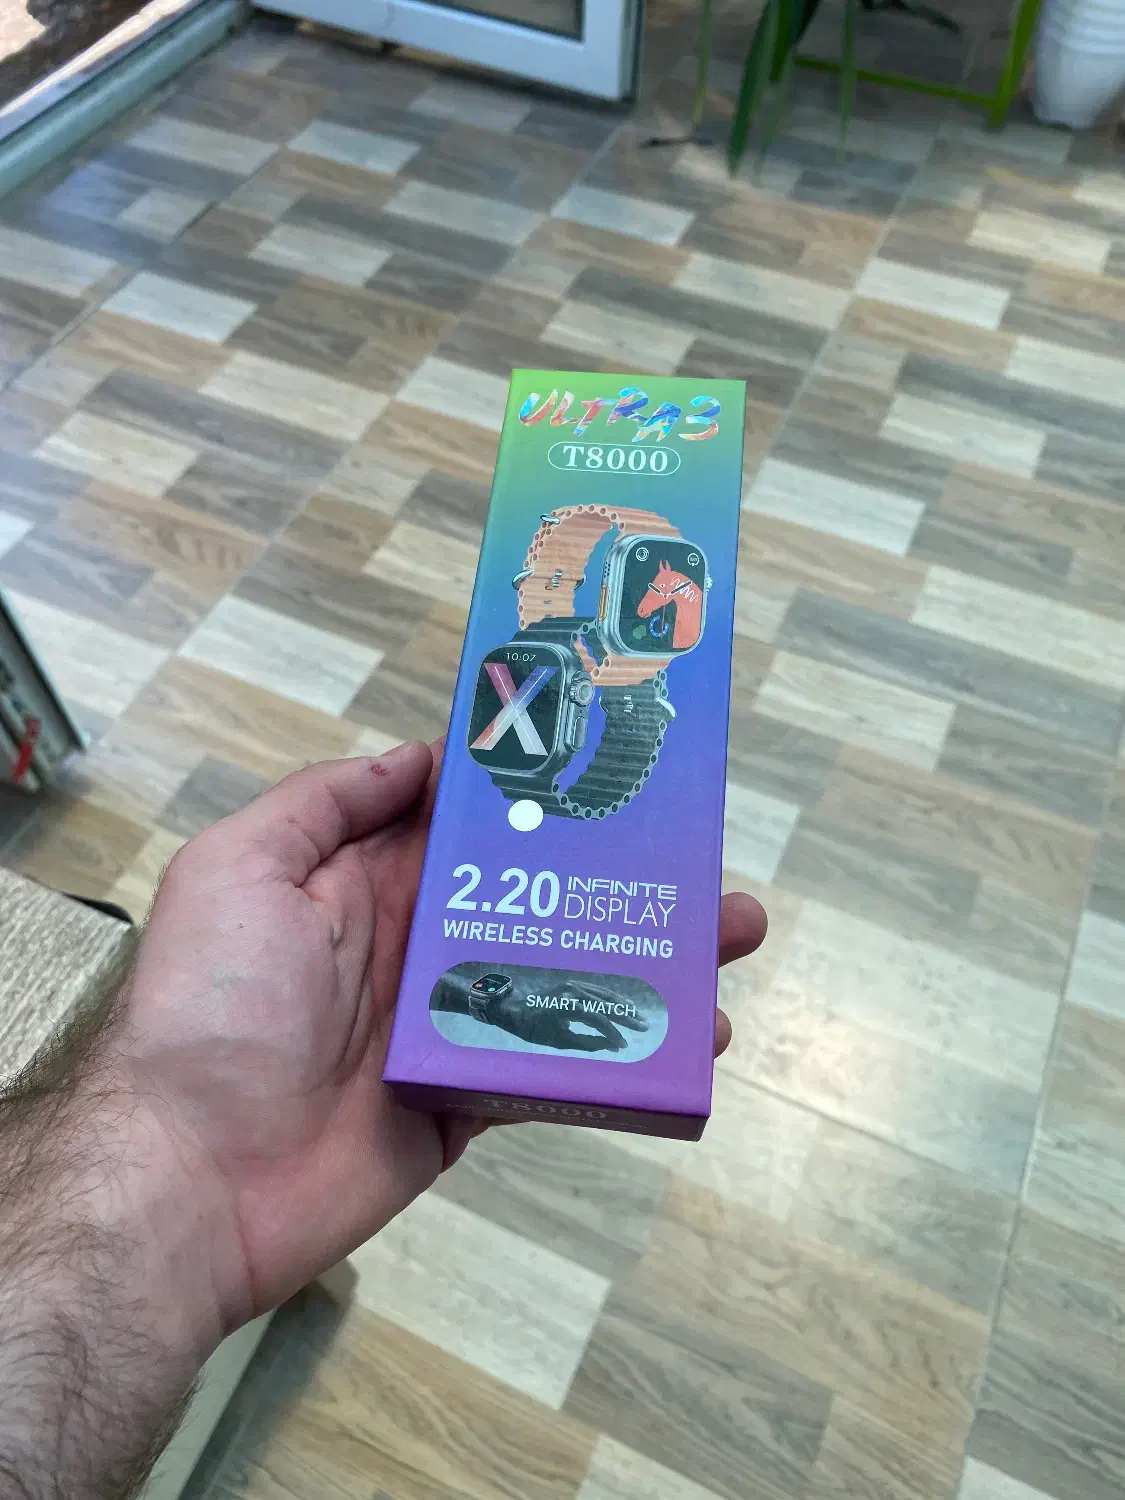 ULTRA3
T8000
10:07
2.20 INFINITE
DISPLAY
WIRELESS CHARGING
SMART WATCH
T8000